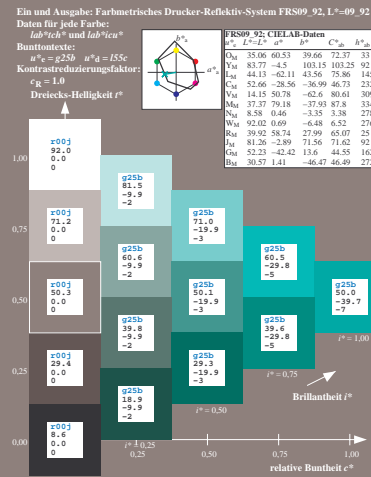 Ein und Ausgabe: Farbmetrisches Drucker-Reflektiv-System FRS09_92, L*=09_92
Daten für jede Farbe:
lab*tch* und lab*icu*
Bunttontexte:
u*e = g25b u*d = l55c
Kontrastreduzierungsfaktor:
cR = 1.0
Dreiecks-Helligkeit t*
b*a
a*a
FRS09_92; CIELAB-Daten
L*=L*a a* b* C*ab h*ab
OM 35.06 60.53 39.66 72.37 33
YM 83.77 −4.5 103.15 103.25 92
LM 44.13 −62.11 43.56 75.86 145
CM 52.66 −28.56 −36.99 46.73 232
VM 14.15 50.78 −62.6 80.61 309
MM 37.37 79.18 −37.93 87.8 334
NM 8.58 0.46 −3.35 3.38 278
WM 92.02 0.69 −6.48 6.52 276
RM 39.92 58.74 27.99 65.07 25
JM 81.26 −2.89 71.56 71.62 92
GM 52.23 −42.42 13.6 44.55 162
BM 30.57 1.41 −46.47 46.49 272
1,00
0,75
0,50
0,25
0,00
r00j
92.0
0.0
0
r00j
71.2
0.0
0
r00j
50.3
0.0
0
r00j
29.4
0.0
0
r00j
8.6
0.0
0
g25b
81.5
−9.9
−2
g25b
60.6
−9.9
−2
g25b
39.8
−9.9
−2
g25b
18.9
−9.9
−2
g25b
71.0
−19.9
−3
g25b
50.1
−19.9
−3
g25b
29.3
−19.9
−3
g25b
60.5
−29.8
−5
g25b
39.6
−29.8
−5
g25b
50.0
−39.7
−7
i* = 1,00
i* = 0,75
i* = 0,50
i* = 0,25
Brillantheit i*
0,25 0,50 0,75 1,00
relative Buntheit c*